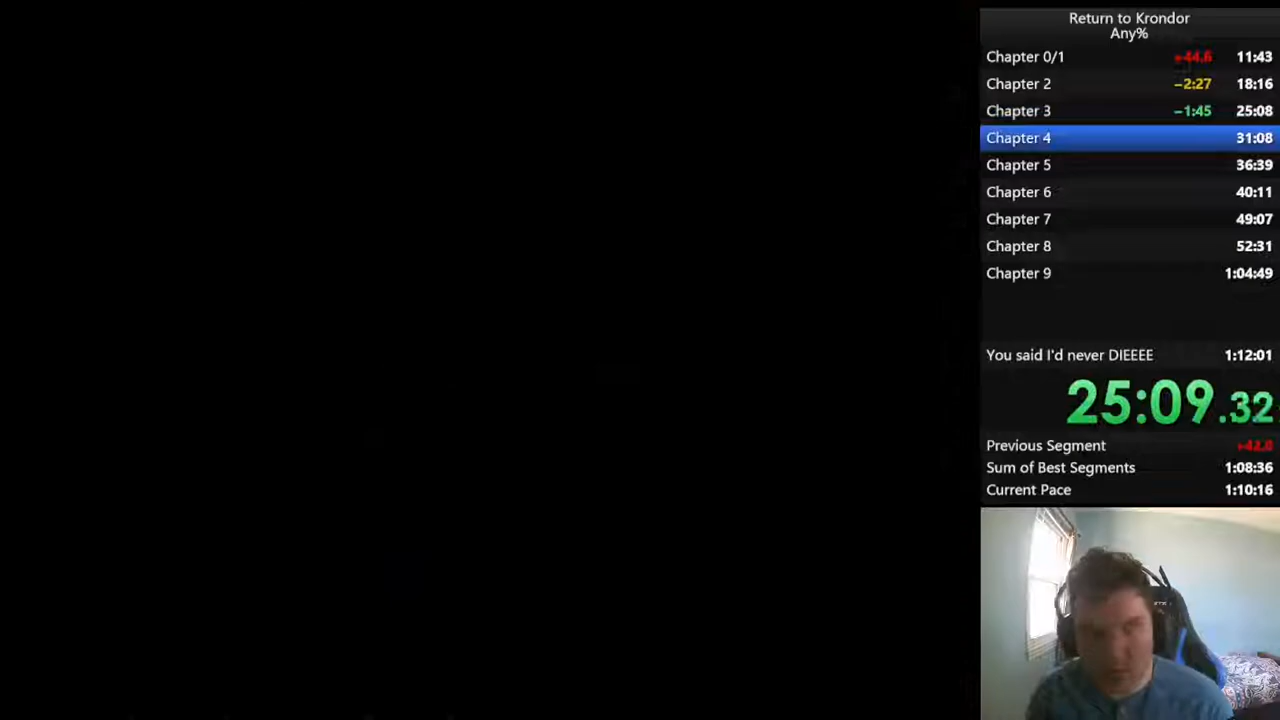 Return to Krondor
Any%
Chapter 0/1 +44.6 11:43
Chapter 2 −2:27 18:16
Chapter 3 −1:45 25:08
Chapter 4 31:08
Chapter 5 36:39
Chapter 6 40:11
Chapter 7 49:07
Chapter 8 52:31
Chapter 9 1:04:49
You said I'd never DIEEEE 1:12:01
25:09.32
Previous Segment
Sum of Best Segments 1:08:36
Current Pace 1:10:16